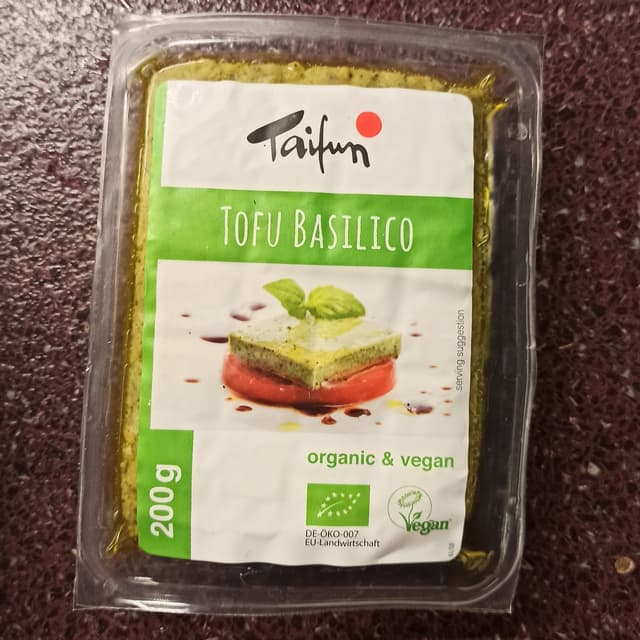 Taifun
TOFU BASILICO
serving suggestion
organic & vegan
200g
DE-ÖKO-007
EU-Landwirtschaft
Vegan